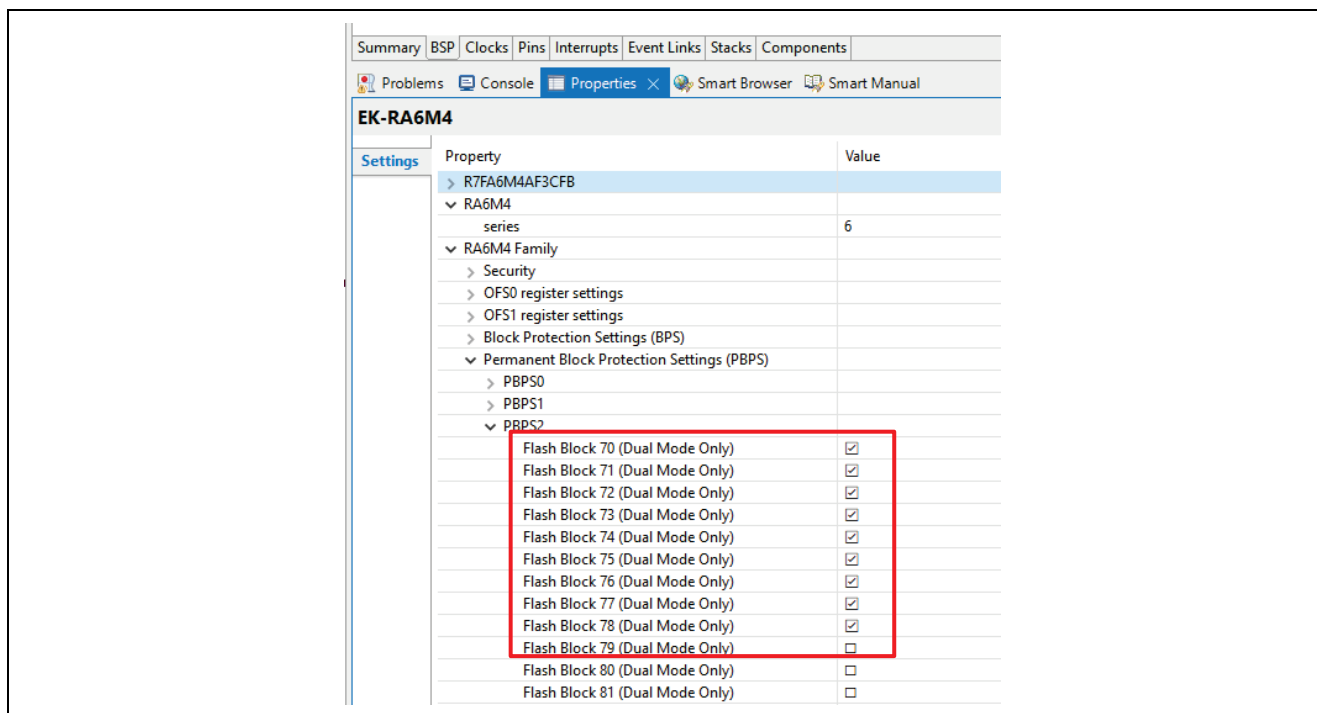 Summary BSP Clocks Pins Interrupts Event Links Stacks Components
Problems Console Properties Smart Browser Smart Manual
EK-RA6M4
Settings Property Value
R7FA6M4AF3CFB
RA6M4
series 6
RA6M4 Family
Security
OFS0 register settings
OFS1 register settings
Block Protection Settings (BPS)
Permanent Block Protection Settings (PBPS)
PBPS0
PBPS1
PBPS2
Flash Block 70 (Dual Mode Only)
Flash Block 71 (Dual Mode Only)
Flash Block 72 (Dual Mode Only)
Flash Block 73 (Dual Mode Only)
Flash Block 74 (Dual Mode Only)
Flash Block 75 (Dual Mode Only)
Flash Block 76 (Dual Mode Only)
Flash Block 77 (Dual Mode Only)
Flash Block 78 (Dual Mode Only)
Flash Block 79 (Dual Mode Only)
Flash Block 80 (Dual Mode Only)
Flash Block 81 (Dual Mode Only)